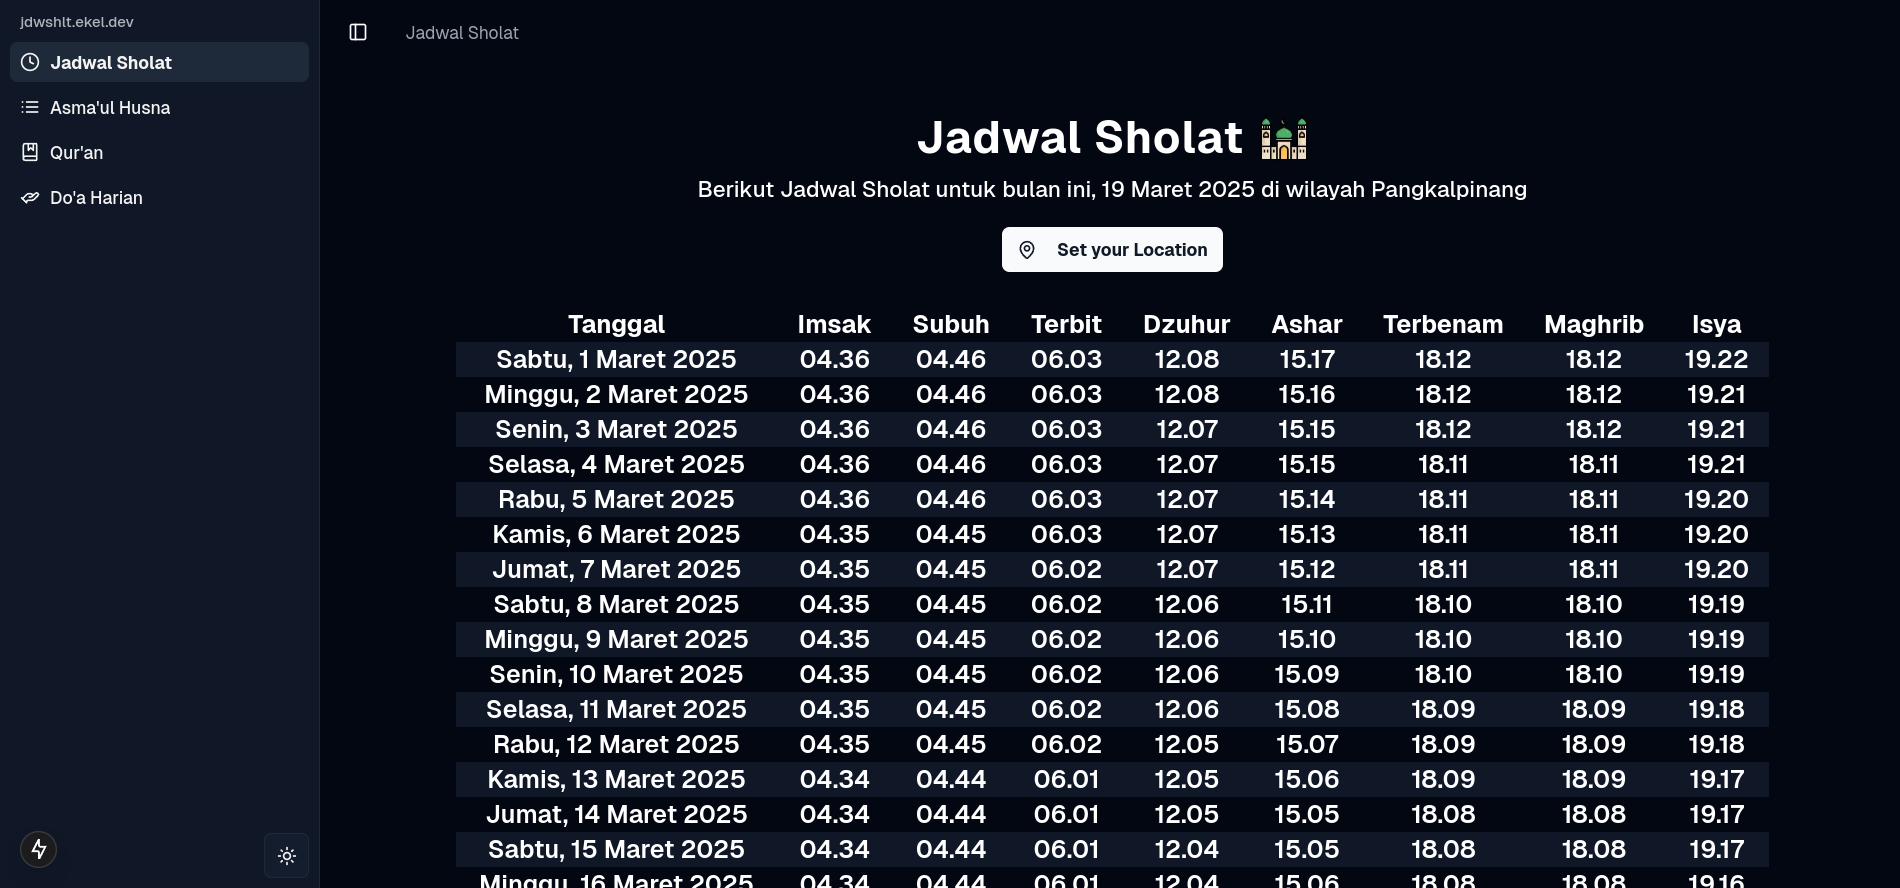 jdwshlt.ekel.dev
Jadwal Sholat
Asma'ul Husna
Qur'an
Do'a Harian
Jadwal Sholat
Jadwal Sholat
Berikut Jadwal Sholat untuk bulan ini, 19 Maret 2025 di wilayah Pangkalpinang
Set your Location
Tanggal Imsak Subuh Terbit Dzuhur Ashar Terbenam Maghrib Isya
Sabtu, 1 Maret 2025 04.36 04.46 06.03 12.08 15.17 18.12 18.12 19.22
Minggu, 2 Maret 2025 04.36 04.46 06.03 12.08 15.16 18.12 18.12 19.21
Senin, 3 Maret 2025 04.36 04.46 06.03 12.07 15.15 18.12 18.12 19.21
Selasa, 4 Maret 2025 04.36 04.46 06.03 12.07 15.15 18.11 18.11 19.21
Rabu, 5 Maret 2025 04.36 04.46 06.03 12.07 15.14 18.11 18.11 19.20
Kamis, 6 Maret 2025 04.35 04.45 06.03 12.07 15.13 18.11 18.11 19.20
Jumat, 7 Maret 2025 04.35 04.45 06.02 12.07 15.12 18.11 18.11 19.20
Sabtu, 8 Maret 2025 04.35 04.45 06.02 12.06 15.11 18.10 18.10 19.19
Minggu, 9 Maret 2025 04.35 04.45 06.02 12.06 15.10 18.10 18.10 19.19
Senin, 10 Maret 2025 04.35 04.45 06.02 12.06 15.09 18.10 18.10 19.19
Selasa, 11 Maret 2025 04.35 04.45 06.02 12.06 15.08 18.09 18.09 19.18
Rabu, 12 Maret 2025 04.35 04.45 06.02 12.05 15.07 18.09 18.09 19.18
Kamis, 13 Maret 2025 04.34 04.44 06.01 12.05 15.06 18.09 18.09 19.17
Jumat, 14 Maret 2025 04.34 04.44 06.01 12.05 15.05 18.08 18.08 19.17
Sabtu, 15 Maret 2025 04.34 04.44 06.01 12.04 15.05 18.08 18.08 19.17
Minggu, 16 Maret 2025 04.34 04.44 06.01 12.04 15.06 18.08 18.08 19.16